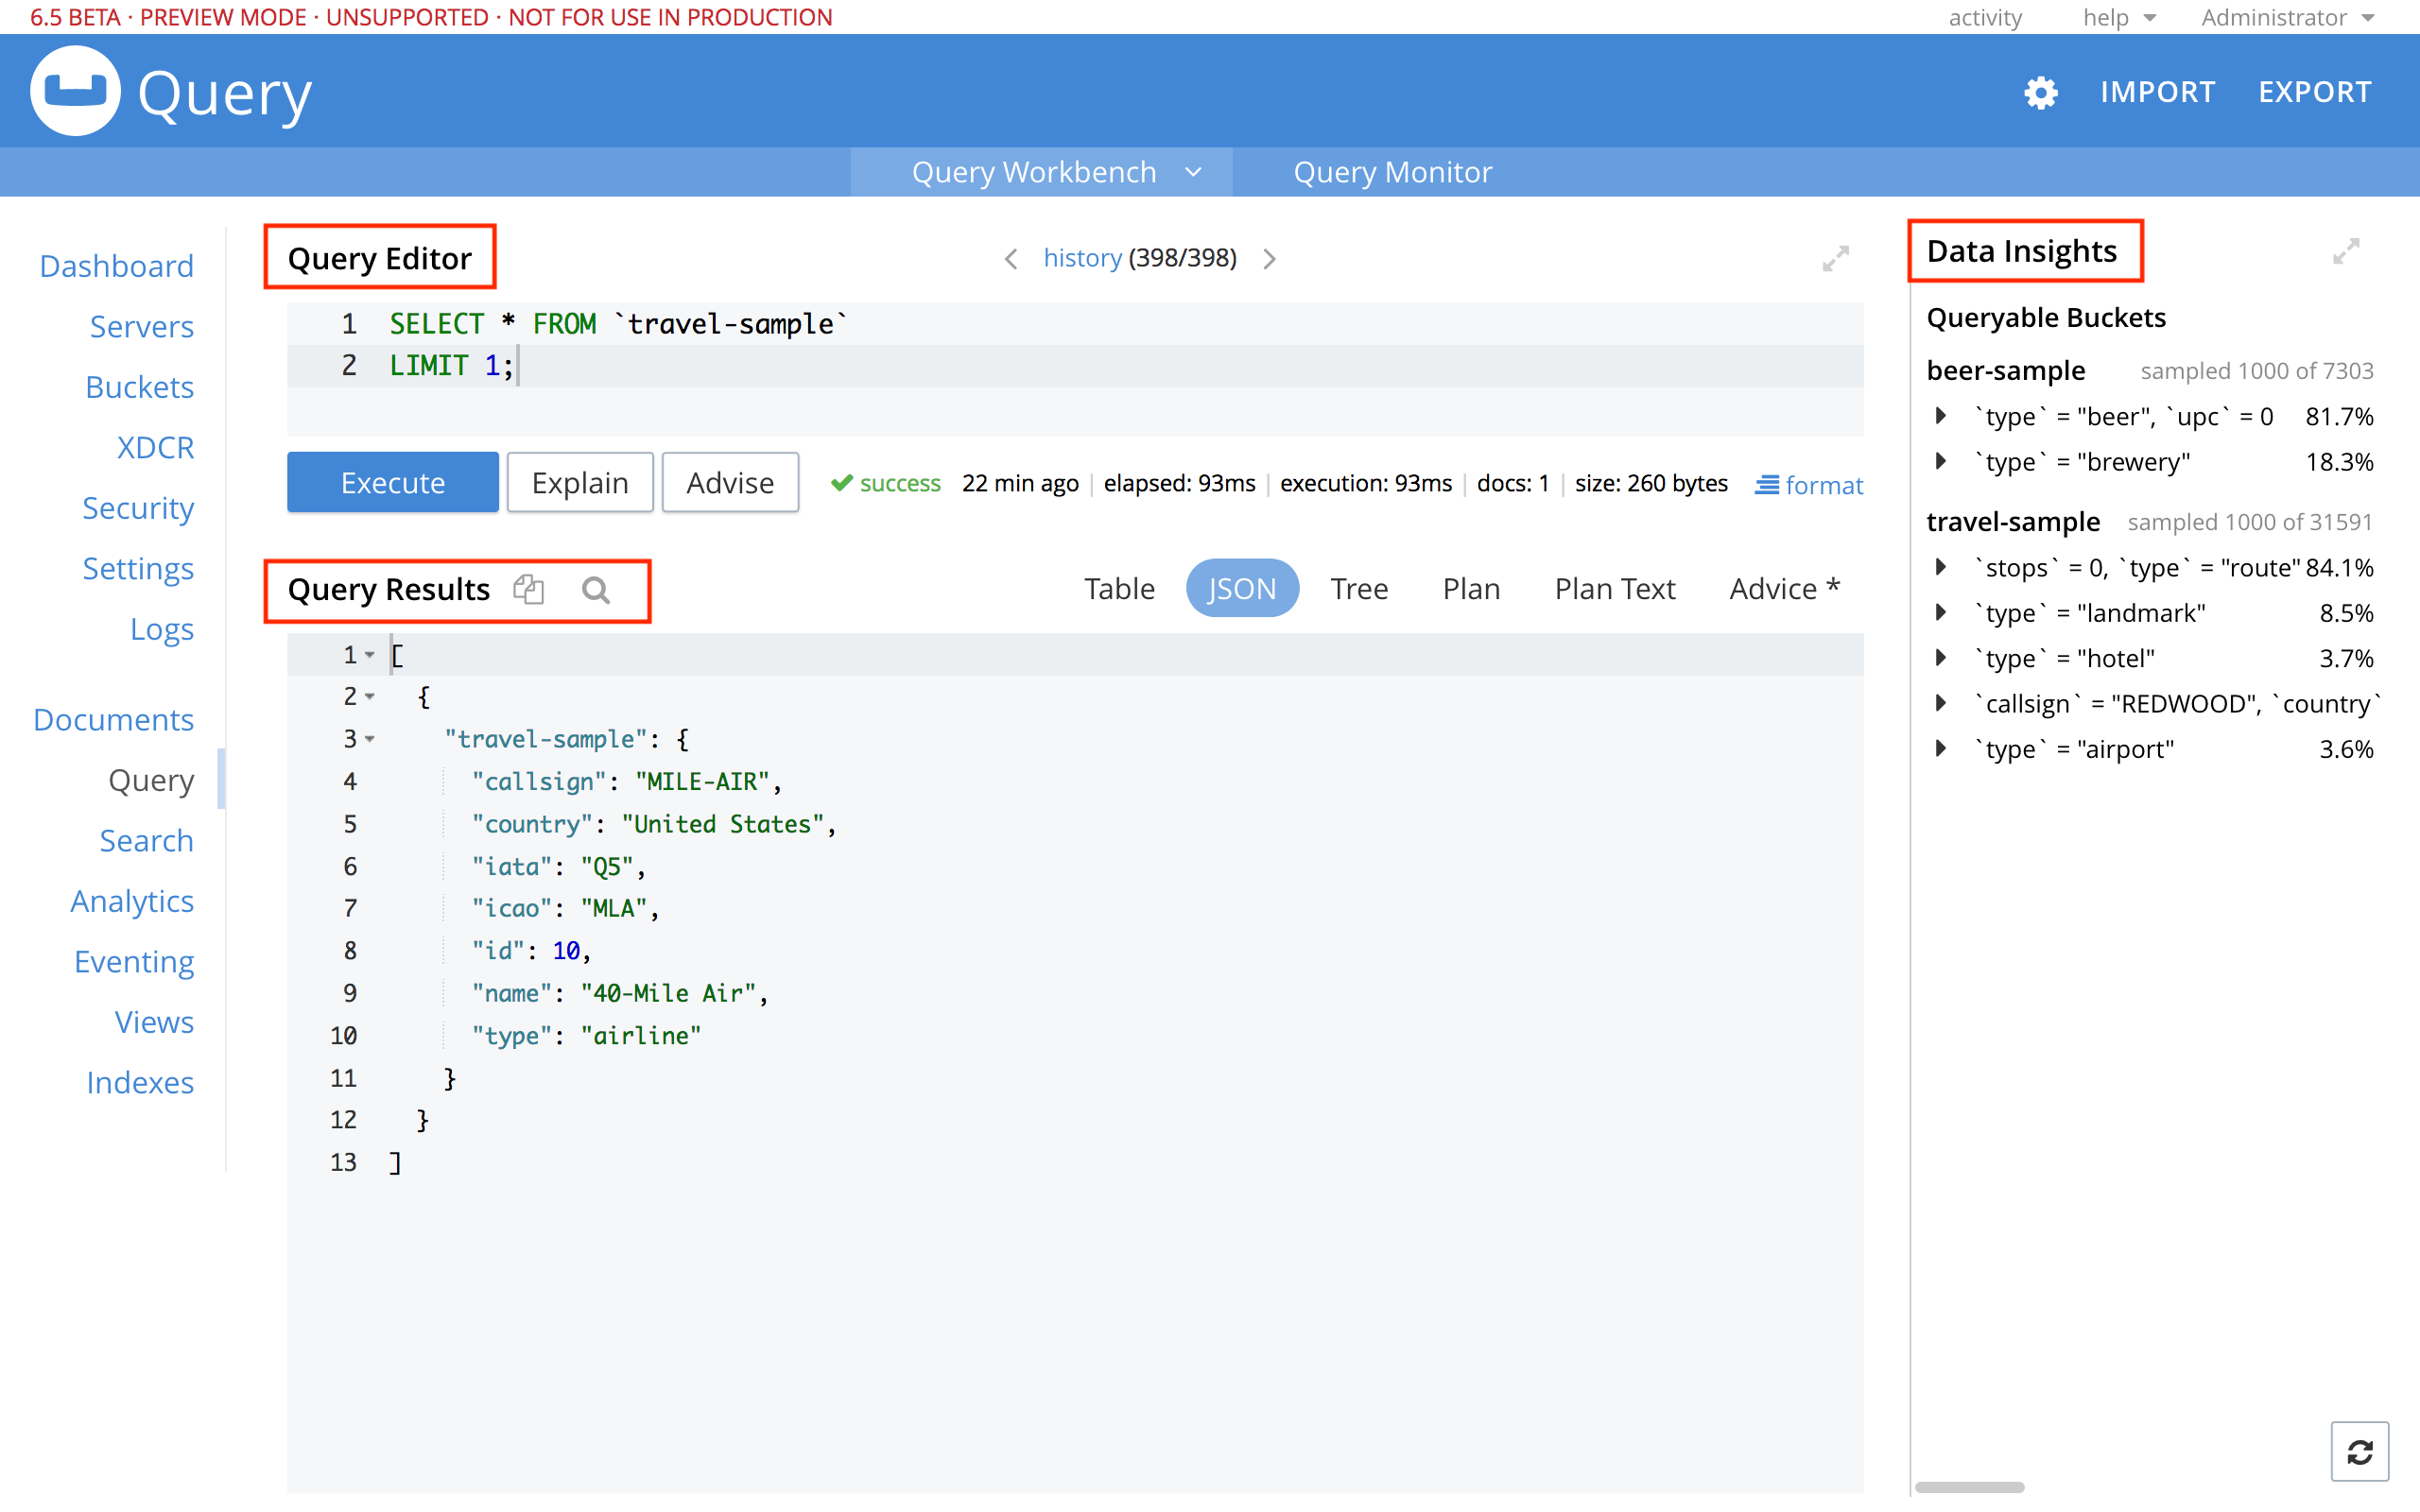 6.5 BETA · PREVIEW MODE · UNSUPPORTED · NOT FOR USE IN PRODUCTION
activity help Administrator
Query
IMPORT EXPORT
Query Workbench Query Monitor
Dashboard
Servers
Buckets
XDCR
Security
Settings
Logs
Documents
Query
Search
Analytics
Eventing
Views
Indexes
Query Editor
history (398/398)
1 SELECT * FROM `travel-sample`
2 LIMIT 1;
Execute Explain Advise success 22 min ago | elapsed: 93ms | execution: 93ms | docs: 1 | size: 260 bytes format
Query Results
Table JSON Tree Plan Plan Text Advice *
1 [
2 {
3 "travel-sample": {
4 "callsign": "MILE-AIR",
5 "country": "United States",
6 "iata": "Q5",
7 "icao": "MLA",
8 "id": 10,
9 "name": "40-Mile Air",
10 "type": "airline"
11 }
12 }
13 ]
Data Insights
Queryable Buckets
beer-sample sampled 1000 of 7303
`type` = "beer", `upc` = 0 81.7%
`type` = "brewery" 18.3%
travel-sample sampled 1000 of 31591
`stops` = 0, `type` = "route" 84.1%
`type` = "landmark" 8.5%
`type` = "hotel" 3.7%
`callsign` = "REDWOOD", `country`
`type` = "airport" 3.6%